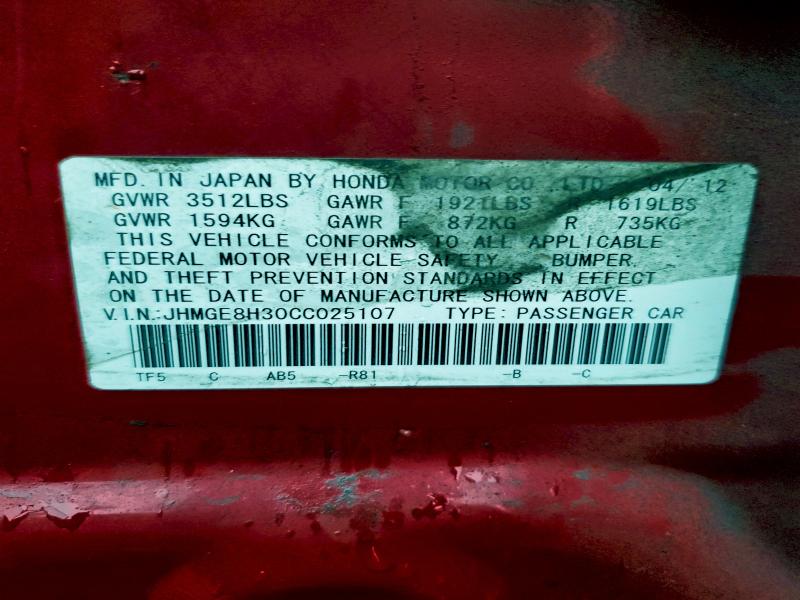 MFD. IN JAPAN BY HONDA MOTOR CO .,LTD. 04/ 12
GVWR 3512LBS GAWR F 1921LBS R 1619LBS
GVWR 1594KG GAWR F 872KG R 735KG
THIS VEHICLE CONFORMS TO ALL APPLICABLE
FEDERAL MOTOR VEHICLE SAFETY, BUMPER,
AND THEFT PREVENTION STANDARDS IN EFFECT
ON THE DATE OF MANUFACTURE SHOWN ABOVE.
V.I.N.:JHMGE8H30CC025107 TYPE: PASSENGER CAR
TF5 C AB5 -R81 -B -C